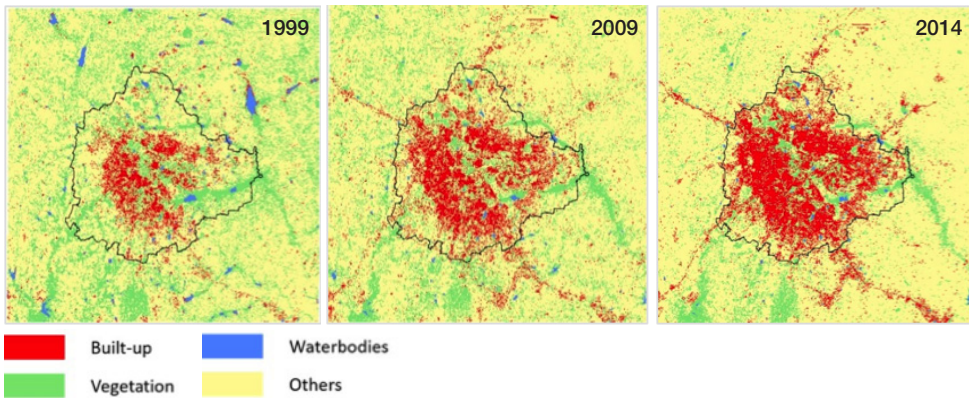 1999
2009
2014
Built-up
Waterbodies
Vegetation
Others